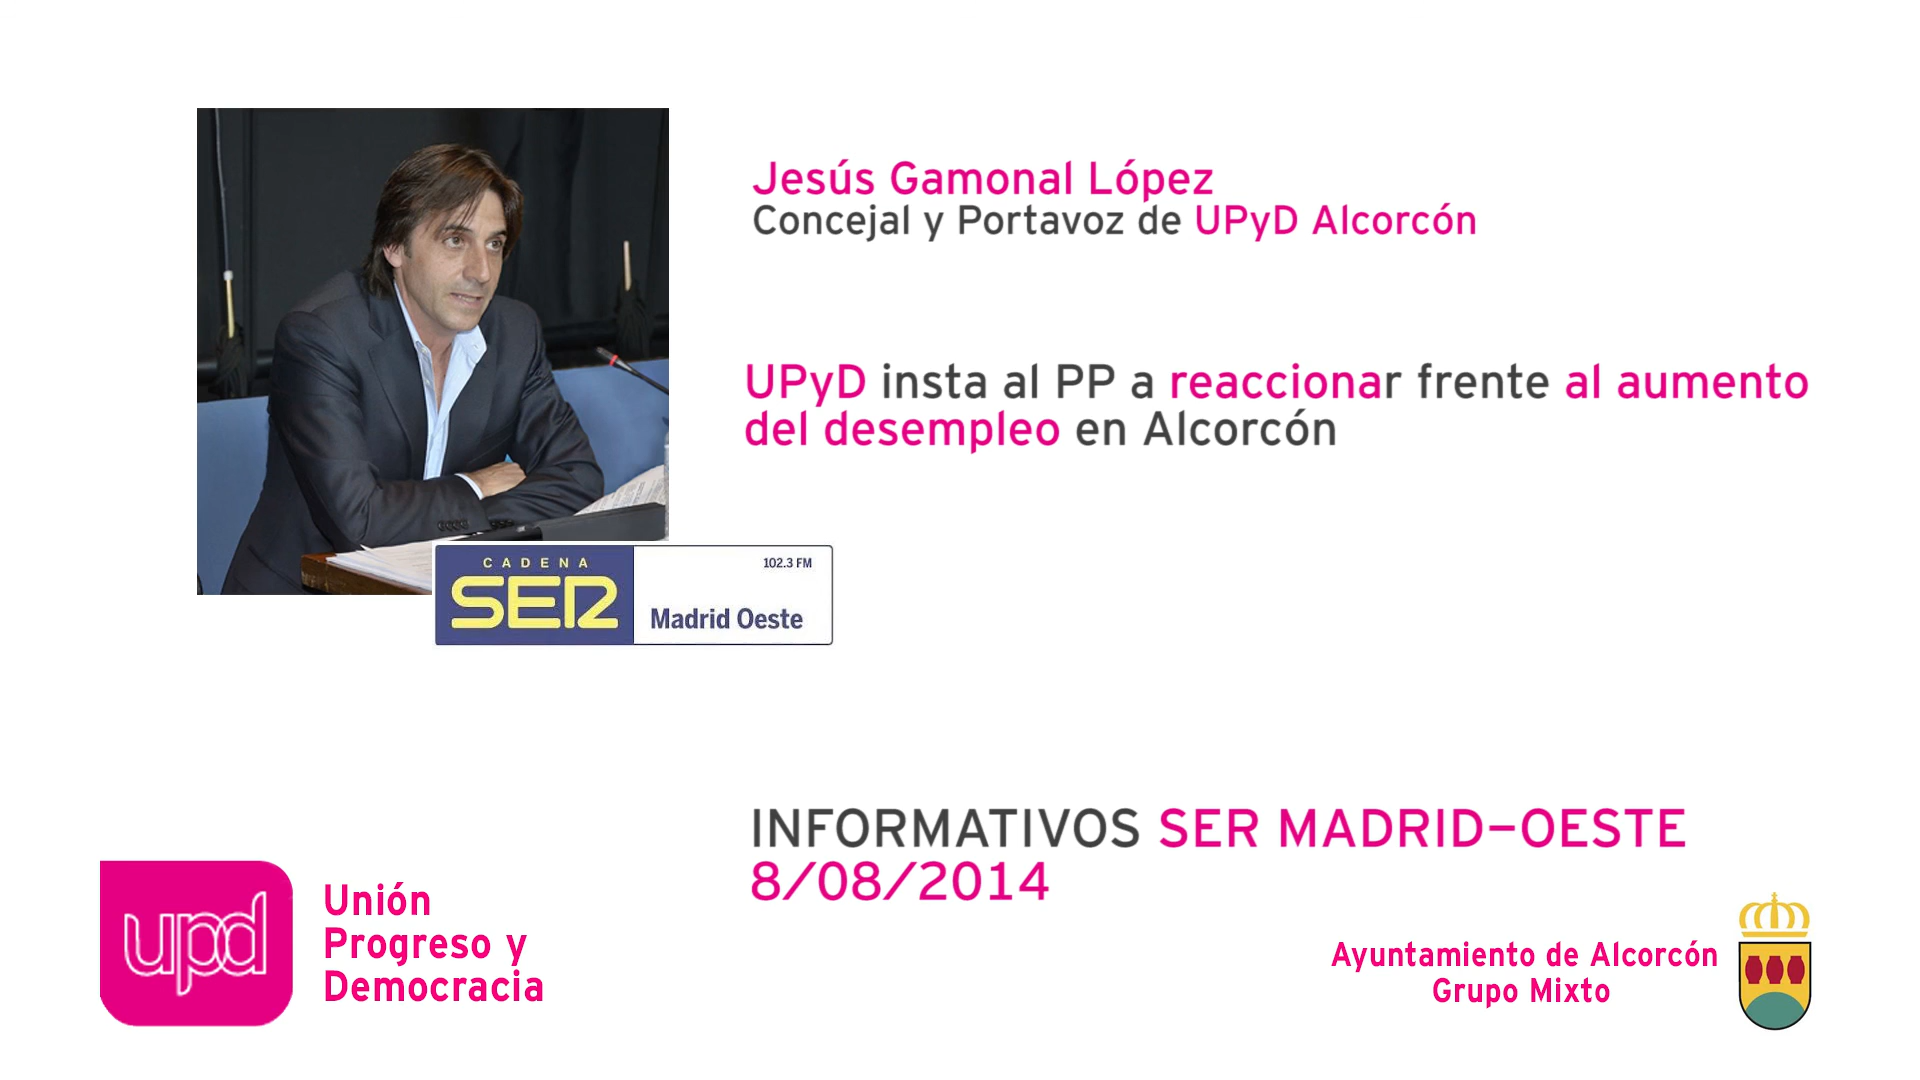 Jesús Gamonal López
Concejal y Portavoz de UPyD Alcorcón
UPyD insta al PP a reaccionar frente al aumento
del desempleo en Alcorcón
CADENA
SER
102.3 FM
Madrid Oeste
INFORMATIVOS SER MADRID-OESTE
8/08/2014
upd
Unión
Progreso y
Democracia
Ayuntamiento de Alcorcón
Grupo Mixto